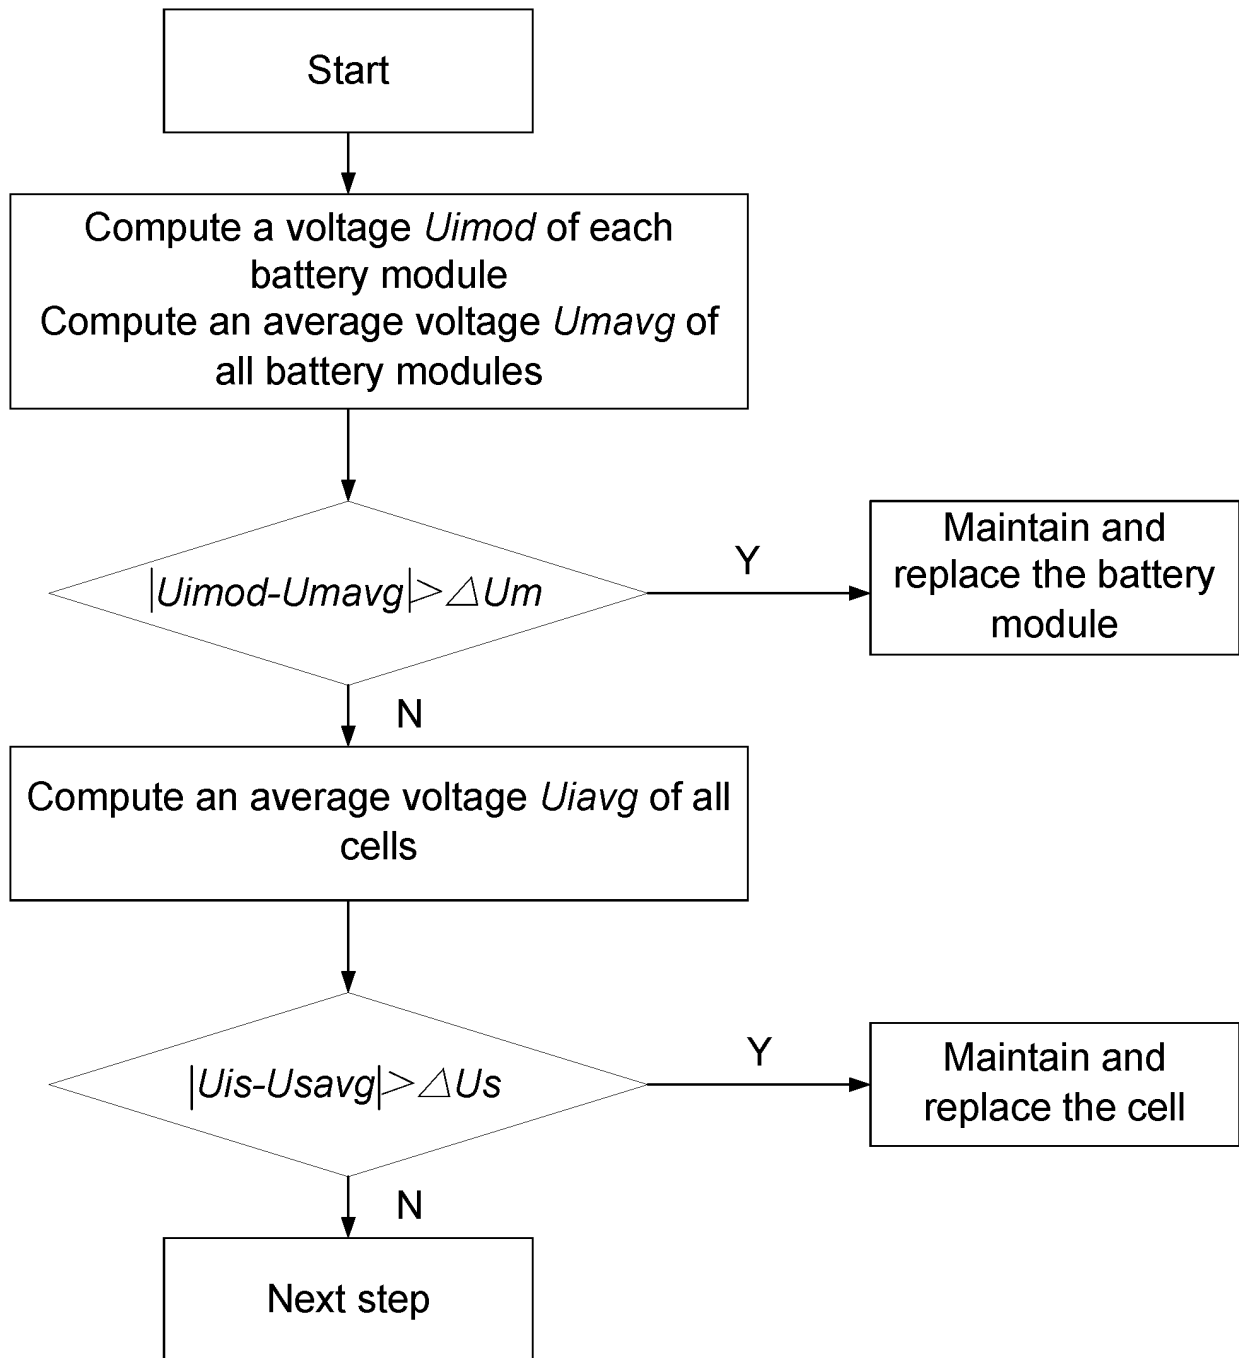 Start
Compute a voltage Uimod of each
battery module
Compute an average voltage Umavg of
all battery modules
|Uimod-Umavg|>△Um
Y
Maintain and
replace the battery
module
N
Compute an average voltage Uiavg of all
cells
|Uis-Usavg|>△Us
Y
Maintain and
replace the cell
N
Next step